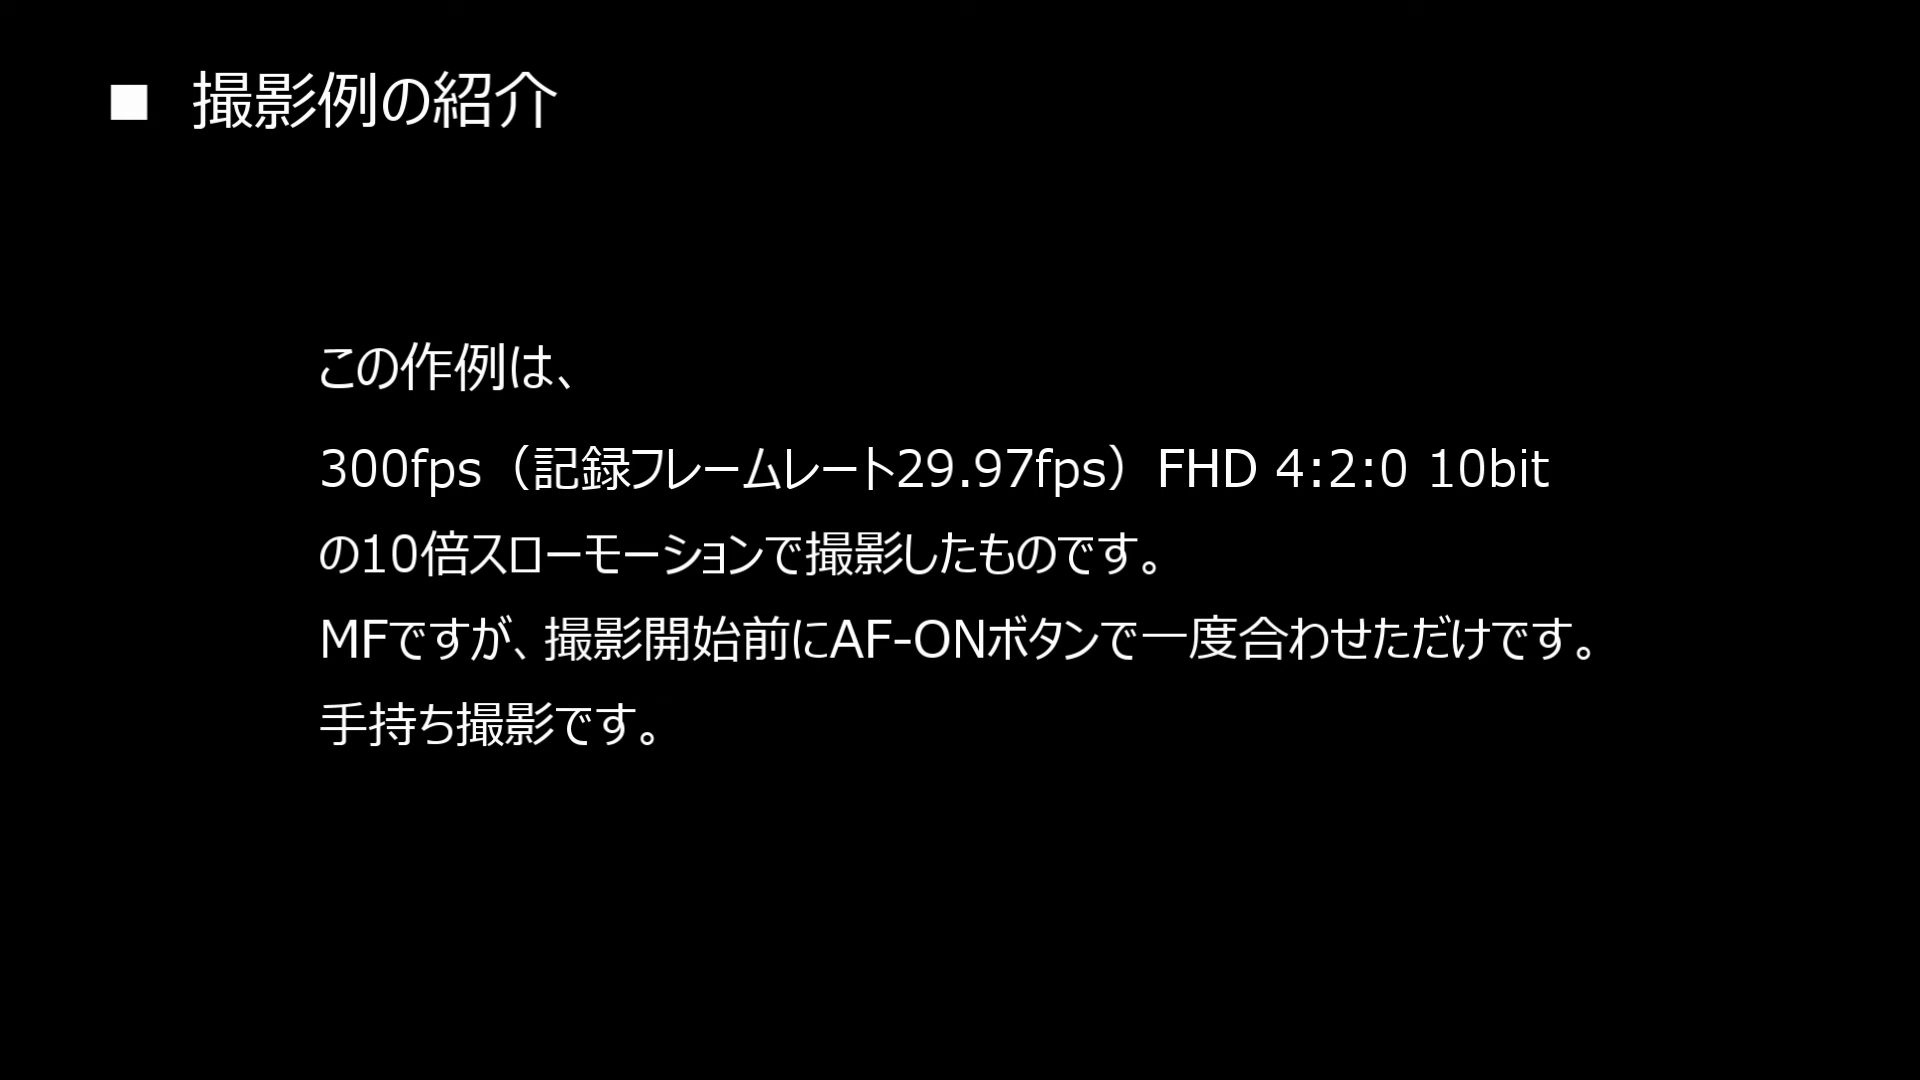 ■ 撮影例の紹介
この作例は、
300fps（記録フレームレート29.97fps）FHD 4:2:0 10bit
の10倍スローモーションで撮影したものです。
MFですが、撮影開始前にAF-ONボタンで一度合わせただけです。
手持ち撮影です。